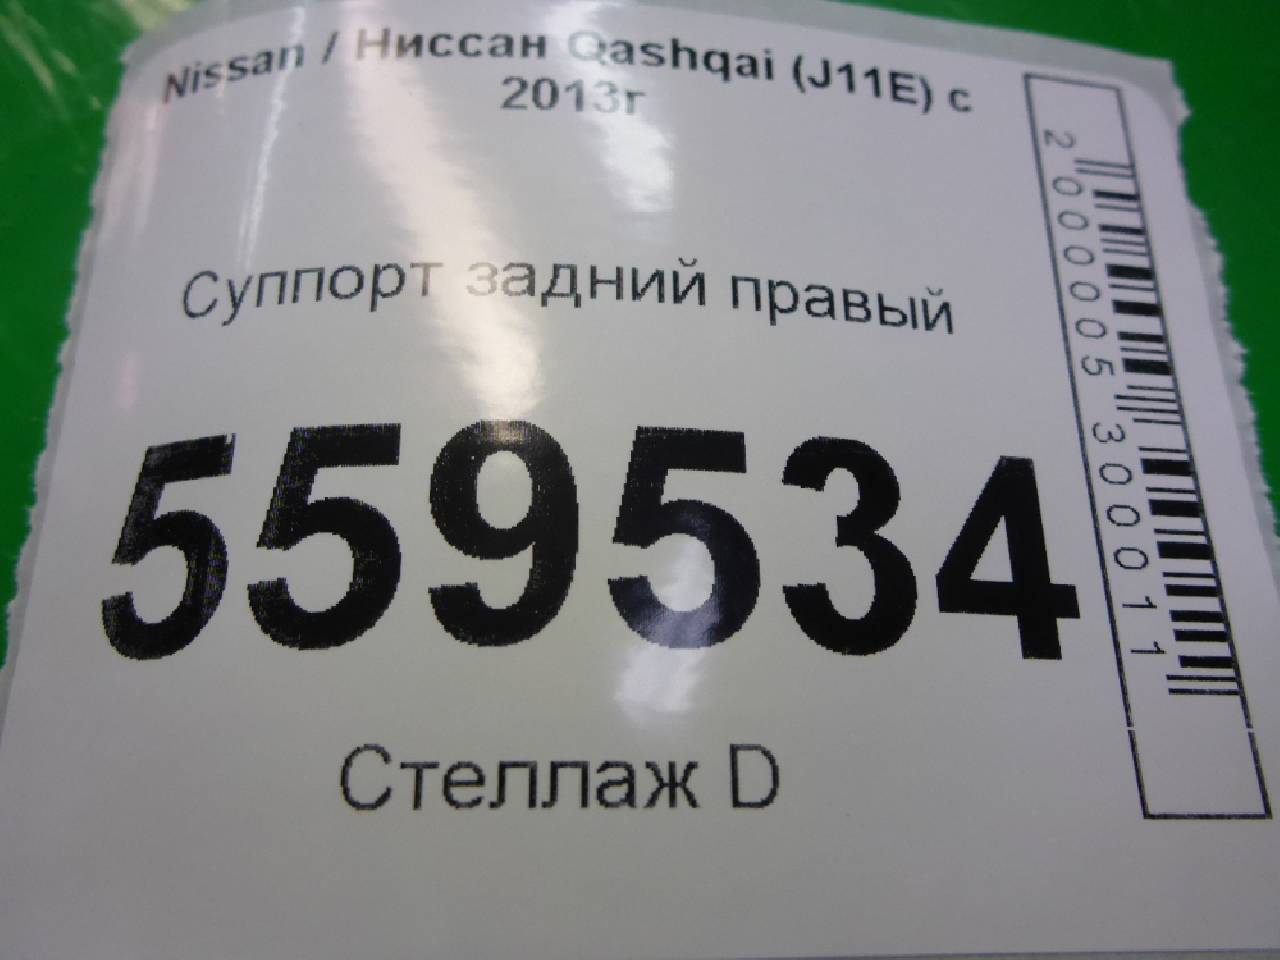 Nissan / Ниссан Qashqai (J11E) с
2013г
Суппорт задний правый
559534
Стеллаж D
2000005300011